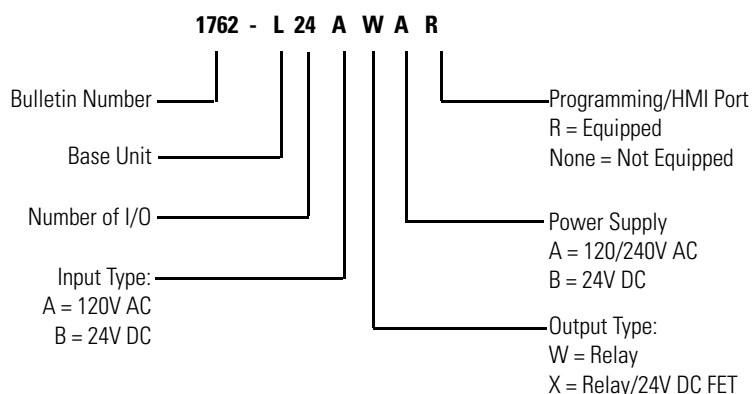 1762 - L 24 A W A R
Bulletin Number
Base Unit
Number of I/O
Input Type:
A = 120V AC
B = 24V DC
Programming/HMI Port
R = Equipped
None = Not Equipped
Power Supply
A = 120/240V AC
B = 24V DC
Output Type:
W = Relay
X = Relay/24V DC FET